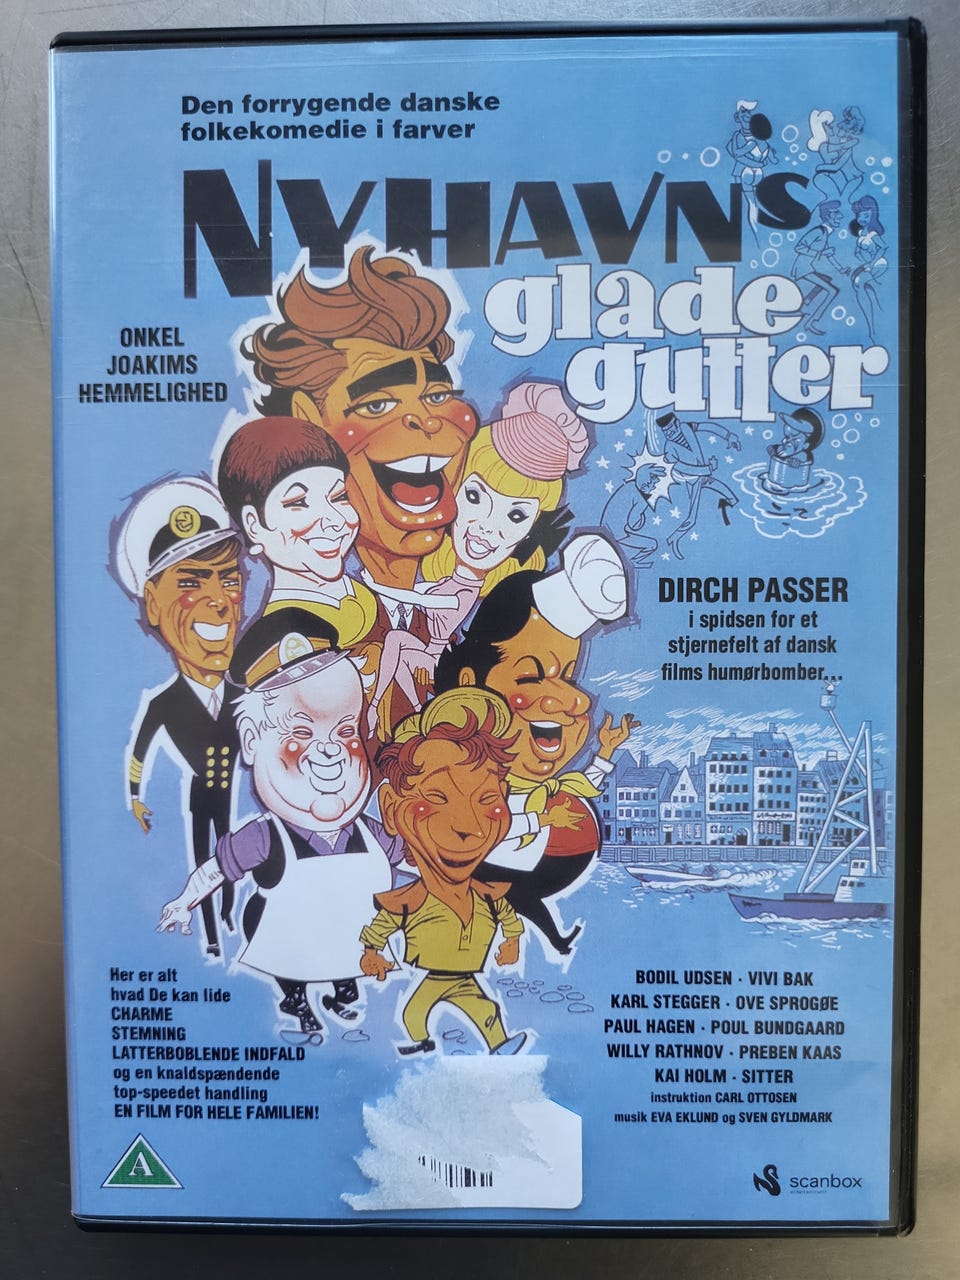 Den forrygende danske
folkekomedie i farver
NYHAVNS
glade
gutter
ONKEL
JOAKIMS
HEMMELIGHED
DIRCH PASSER
i spidsen for et
stjernefelt af dansk
films humørbomber...
Her er alt
hvad De kan lide
CHARME
STEMNING
LATTERBOBLENDE INDFALD
og en knaldspændende
top-speedet handling
EN FILM FOR HELE FAMILIEN!
BODIL UDSEN · VIVI BAK
KARL STEGGER · OVE SPROGØE
PAUL HAGEN · POUL BUNDGAARD
WILLY RATHNOV · PREBEN KAAS
KAI HOLM · SITTER
instruktion CARL OTTOSEN
musik EVA EKLUND og SVEN GYLDMARK
A
scanbox
entertainment